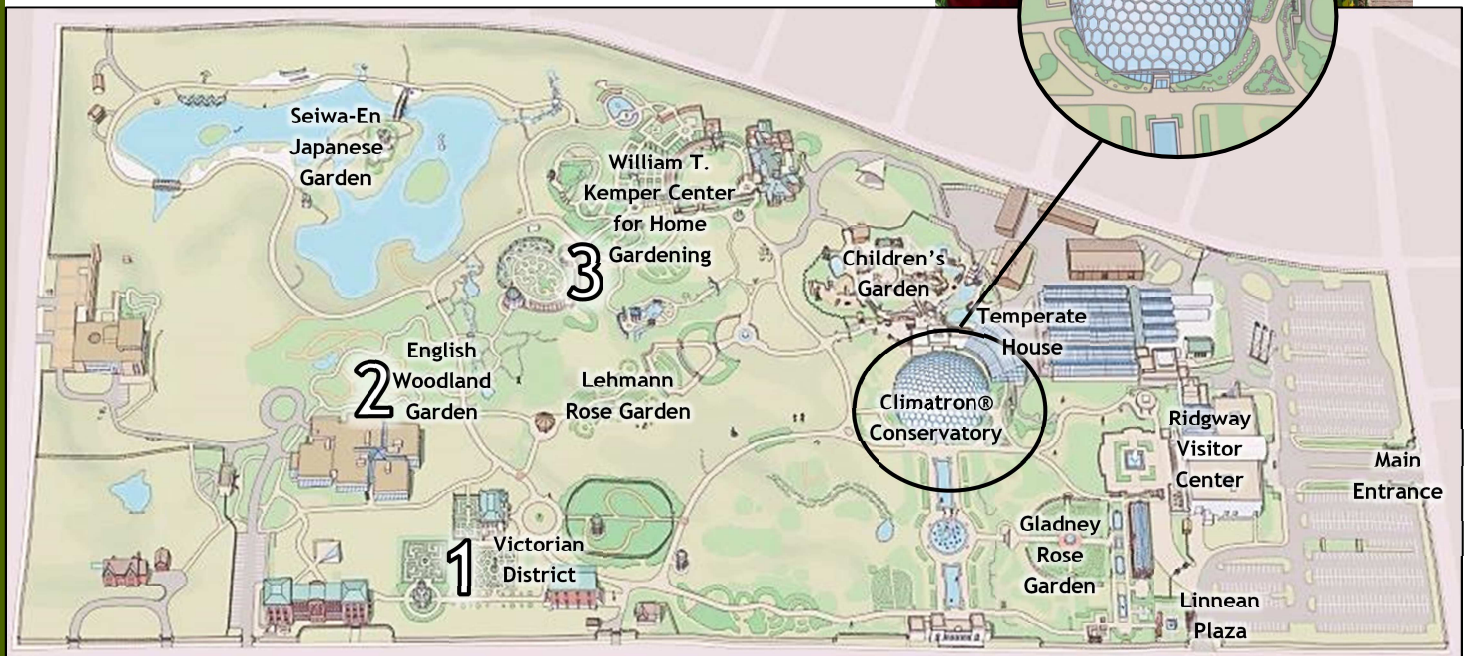 Seiwa-En
Japanese
Garden
William T.
Kemper Center
for Home
Gardening
3
Children's
Garden
Temperate
House
English
Woodland
Garden
2
Lehmann
Rose Garden
Climatron®
Conservatory
Ridgway
Visitor
Center
Main
Entrance
Victorian
District
1
Gladney
Rose
Garden
Linnean
Plaza